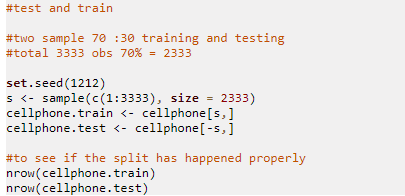 #test and train
#two sample 70 :30 training and testing
#total 3333 obs 70% = 2333
set.seed(1212)
s <- sample(c(1:3333), size = 2333)
cellphone.train <- cellphone[s,]
cellphone.test <- cellphone[-s,]
#to see if the split has happened properly
nrow(cellphone.train)
nrow(cellphone.test)